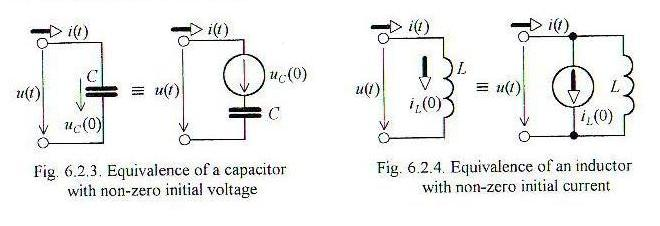 i(t)
u(t)
C
u_C(0)
≡
i(t)
u(t)
u_C(0)
C
Fig. 6.2.3. Equivalence of a capacitor
with non-zero initial voltage
i(t)
u(t)
L
i_L(0)
≡
i(t)
u(t)
L
i_L(0)
Fig. 6.2.4. Equivalence of an inductor
with non-zero initial current